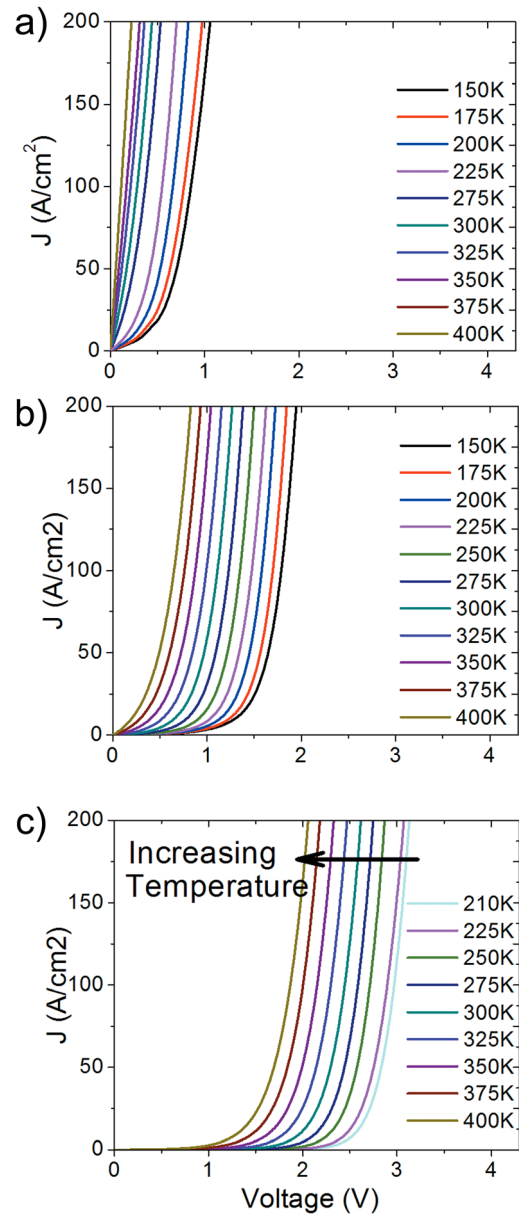 a)
200
150
100
50
0
J (A/cm²)
150K
175K
200K
225K
275K
300K
325K
350K
375K
400K
0 1 2 3 4
b)
200
150
100
50
0
J (A/cm2)
150K
175K
200K
225K
250K
275K
300K
325K
350K
375K
400K
0 1 2 3 4
c)
200
150
100
50
0
J (A/cm2)
Increasing
Temperature
210K
225K
250K
275K
300K
325K
350K
375K
400K
0 1 2 3 4
Voltage (V)